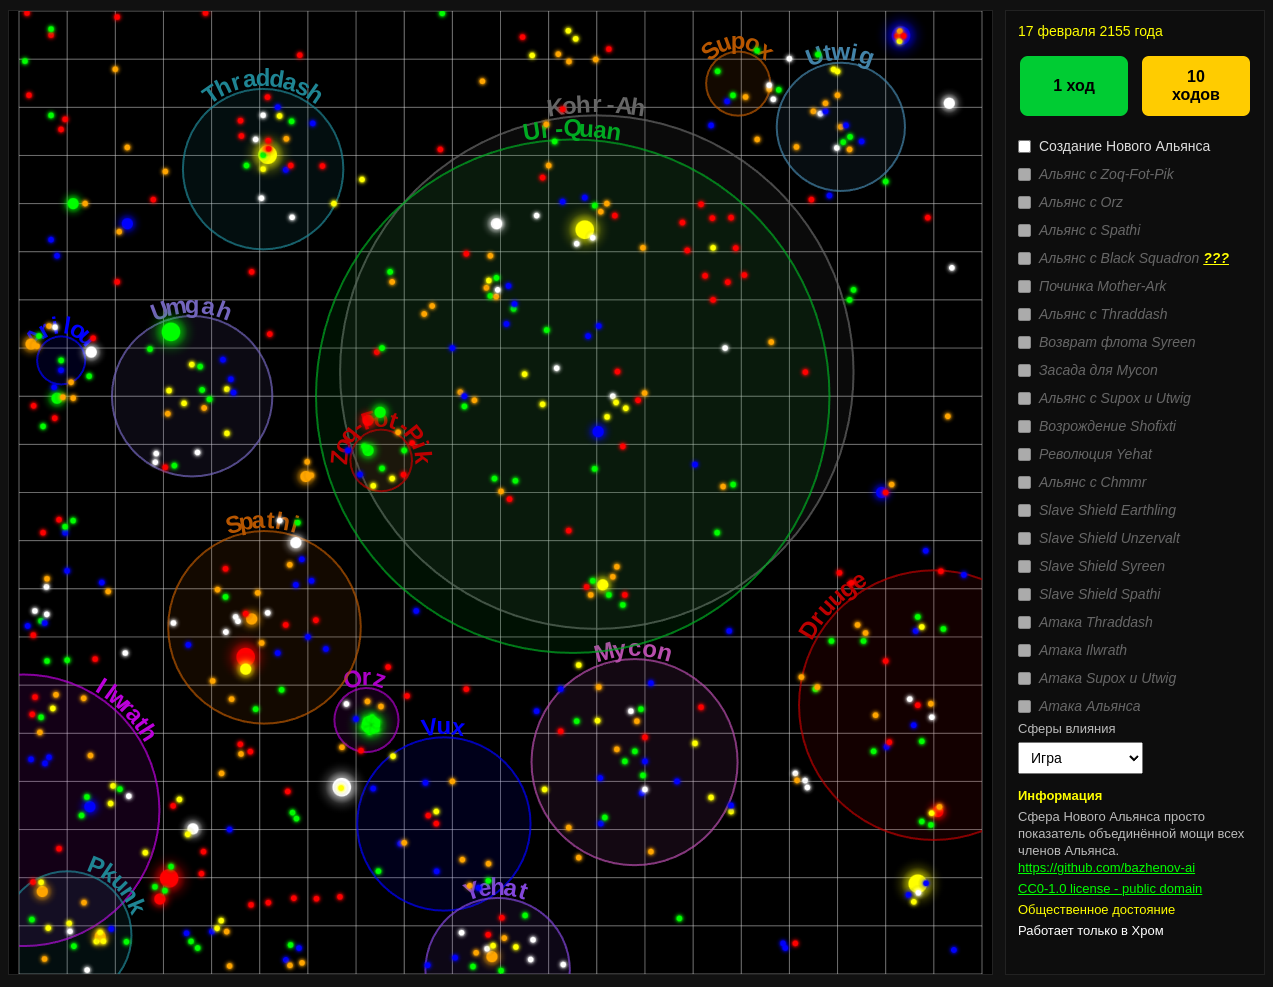 Supox
Utwig
Thraddash
Kohr-Ah
Ur-Quan
Umgah
Arilou
Zoq-Fot-Pik
Spathi
Druuge
Mycon
Orz
Ilwrath
Vux
Pkunk
Yehat
17 февраля 2155 года
1 ход
10
ходов
Создание Нового Альянса
Альянс с Zoq-Fot-Pik
Альянс с Orz
Альянс с Spathi
Альянс с Black Squadron ???
Починка Mother-Ark
Альянс с Thraddash
Возврат флота Syreen
Засада для Mycon
Альянс с Supox и Utwig
Возрождение Shofixti
Революция Yehat
Альянс с Chmmr
Slave Shield Earthling
Slave Shield Unzervalt
Slave Shield Syreen
Slave Shield Spathi
Атака Thraddash
Атака Ilwrath
Атака Supox и Utwig
Атака Альянса
Сферы влияния
Игра
Информация
Сфера Нового Альянса просто
показатель объединённой мощи всех
членов Альянса.
https://github.com/bazhenov-ai
CC0-1.0 license - public domain
Общественное достояние
Работает только в Хром